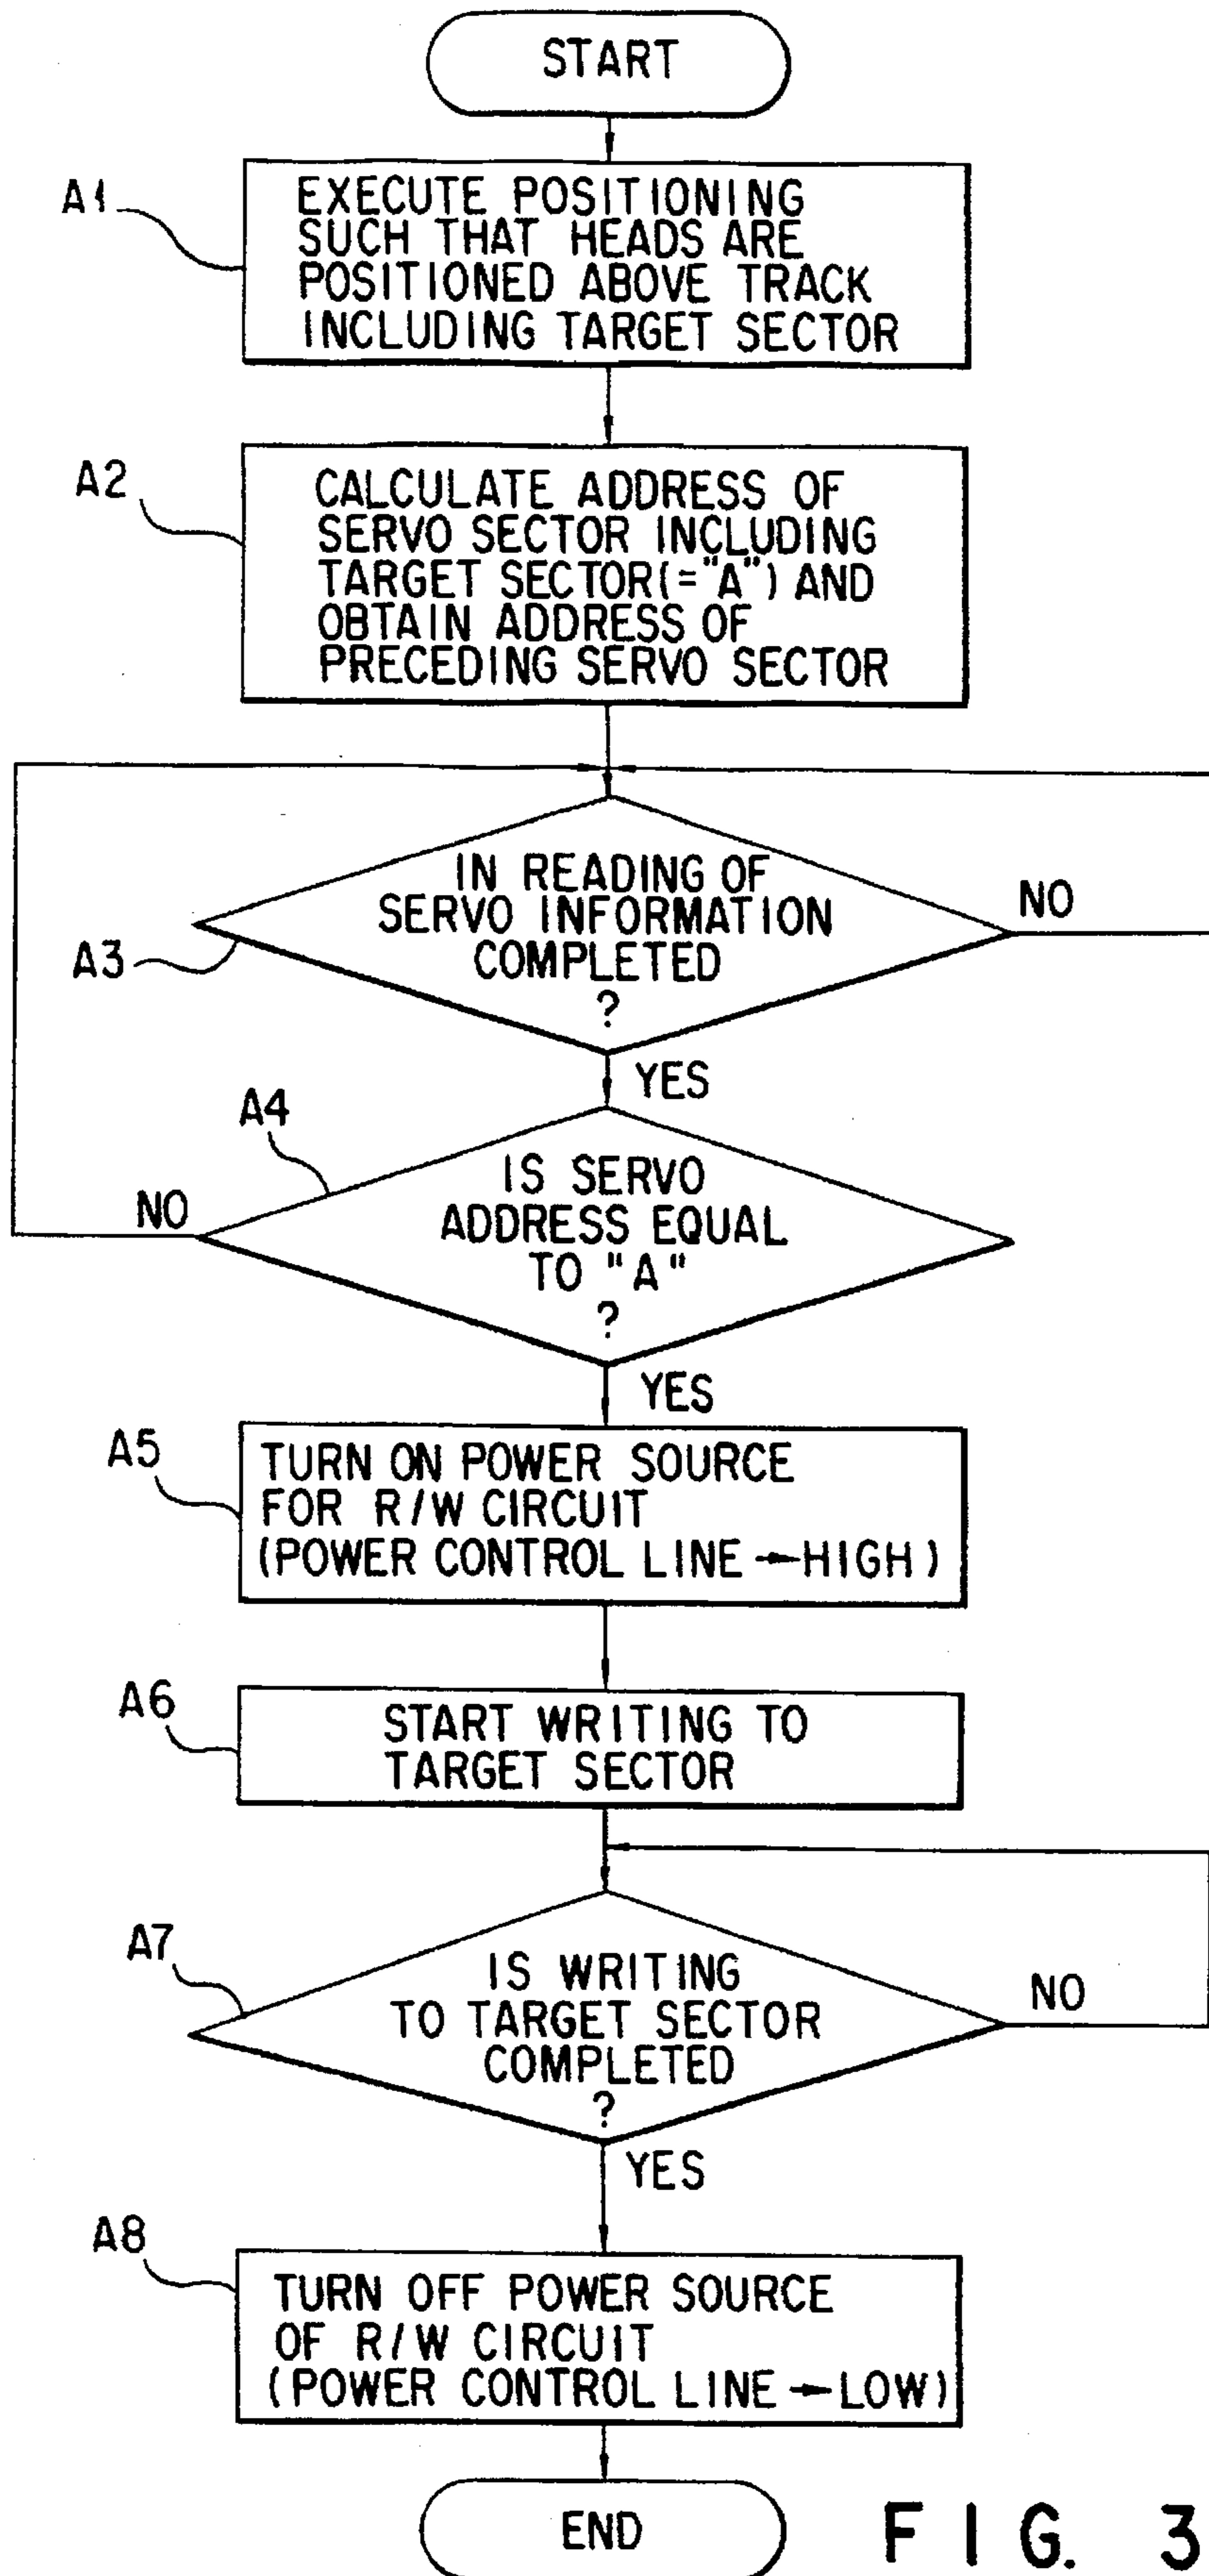 START
A1
EXECUTE POSITIONING
SUCH THAT HEADS ARE
POSITIONED ABOVE TRACK
INCLUDING TARGET SECTOR
A2
CALCULATE ADDRESS OF
SERVO SECTOR INCLUDING
TARGET SECTOR(="A") AND
OBTAIN ADDRESS OF
PRECEDING SERVO SECTOR
IN READING OF
SERVO INFORMATION
COMPLETED
?
NO
A3
YES
A4
IS SERVO
ADDRESS EQUAL
TO "A"
?
NO
YES
A5
TURN ON POWER SOURCE
FOR R/W CIRCUIT
(POWER CONTROL LINE→HIGH)
A6
START WRITING TO
TARGET SECTOR
A7
IS WRITING
TO TARGET SECTOR
COMPLETED
?
NO
YES
A8
TURN OFF POWER SOURCE
OF R/W CIRCUIT
(POWER CONTROL LINE→LOW)
END
FIG. 3